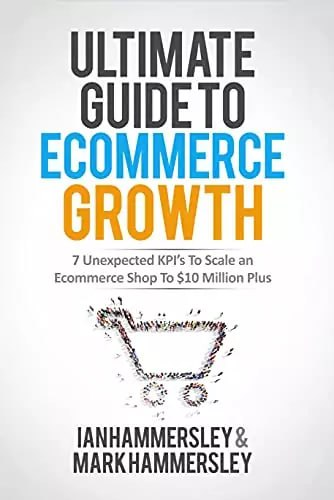 ULTIMATE
GUIDE TO
ECOMMERCE
GROWTH
7 Unexpected KPI's To Scale an
Ecommerce Shop To $10 Million Plus
IANHAMMERSLEY &
MARK HAMMERSLEY